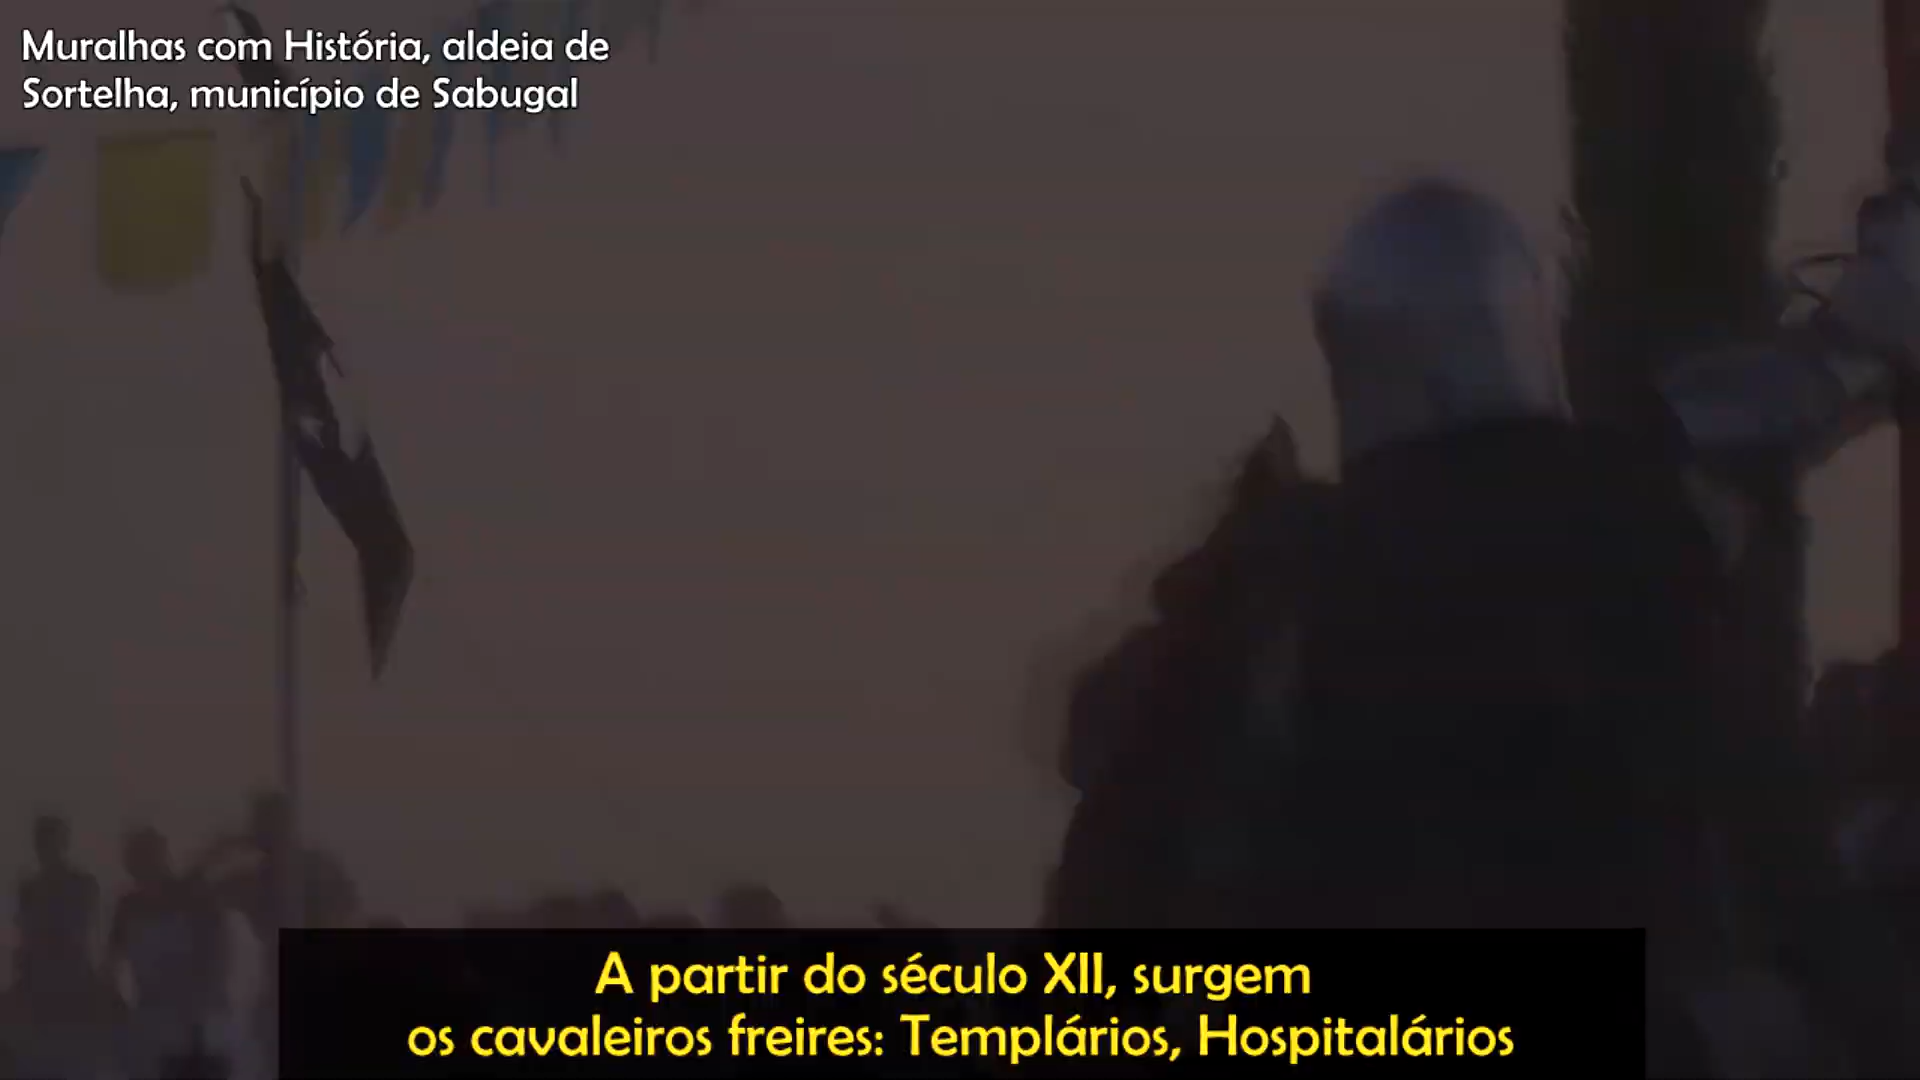 Muralhas com História, aldeia de
Sortelha, município de Sabugal
A partir do século XII, surgem
os cavaleiros freires: Templários, Hospitalários